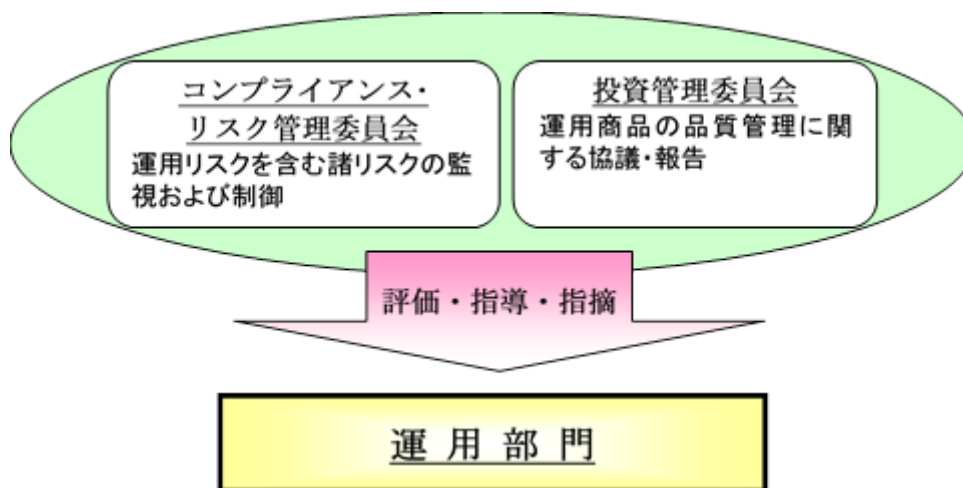 コンプライアンス・
リスク管理委員会
運用リスクを含む諸リスクの監
視および制御
投資管理委員会
運用商品の品質管理に関
する協議・報告
評価・指導・指摘
運用部門